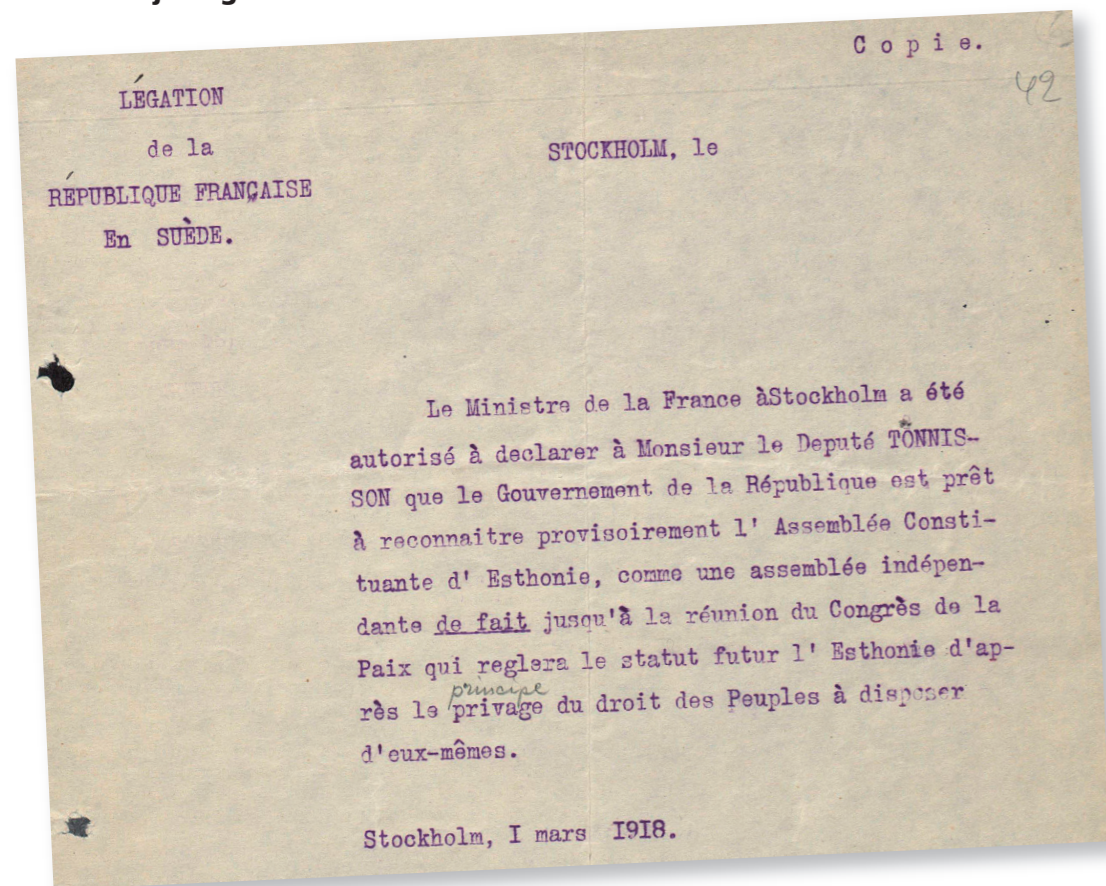 C o p i e.
42
LÉGATION
de la
RÉPUBLIQUE FRANÇAISE
En SUÈDE.
STOCKHOLM, le
Le Ministre de la France àStockholm a été
autorisé à declarer à Monsieur le Deputé TÖNNIS-
SON que le Gouvernement de la République est prêt
à reconnaitre provisoirement l' Assemblée Consti-
tuante d' Esthonie, comme une assemblée indépen-
dante de fait jusqu'à la réunion du Congrès de la
Paix qui reglera le statut futur l' Esthonie d'ap-
principe
rès le privage du droit des Peuples à disposer
d'eux-mêmes.
Stockholm, I mars I9I8.